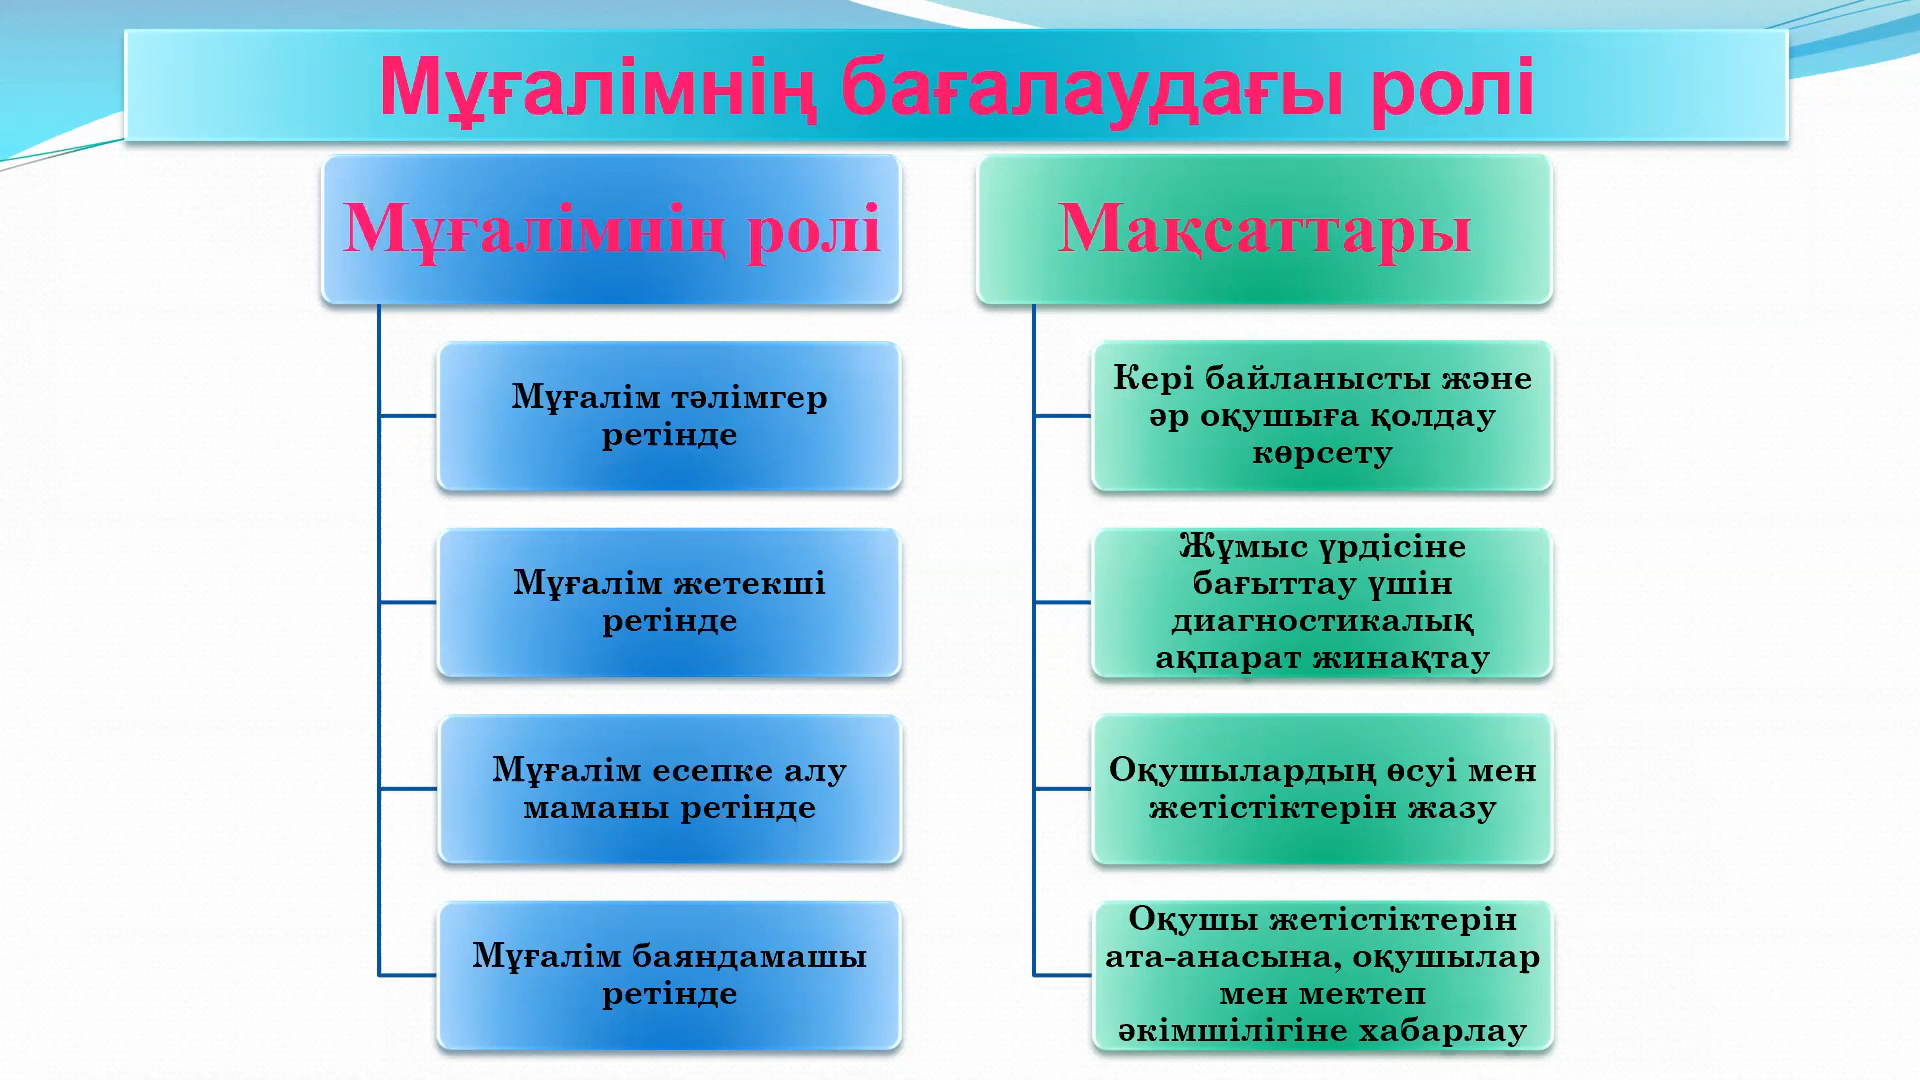 Мұғалімнің бағалаудағы ролі
Мұғалімнің ролі
Мұғалім тәлімгер
ретінде
Мұғалім жетекші
ретінде
Мұғалім есепке алу
маманы ретінде
Мұғалім баяндамашы
ретінде
Мақсаттары
Кері байланысты және
әр оқушыға қолдау
көрсету
Жұмыс үрдісіне
бағыттау үшін
диагностикалық
ақпарат жинақтау
Оқушылардың өсуі мен
жетістіктерін жазу
Оқушы жетістіктерін
ата-анасына, оқушылар
мен мектеп
әкімшілігіне хабарлау